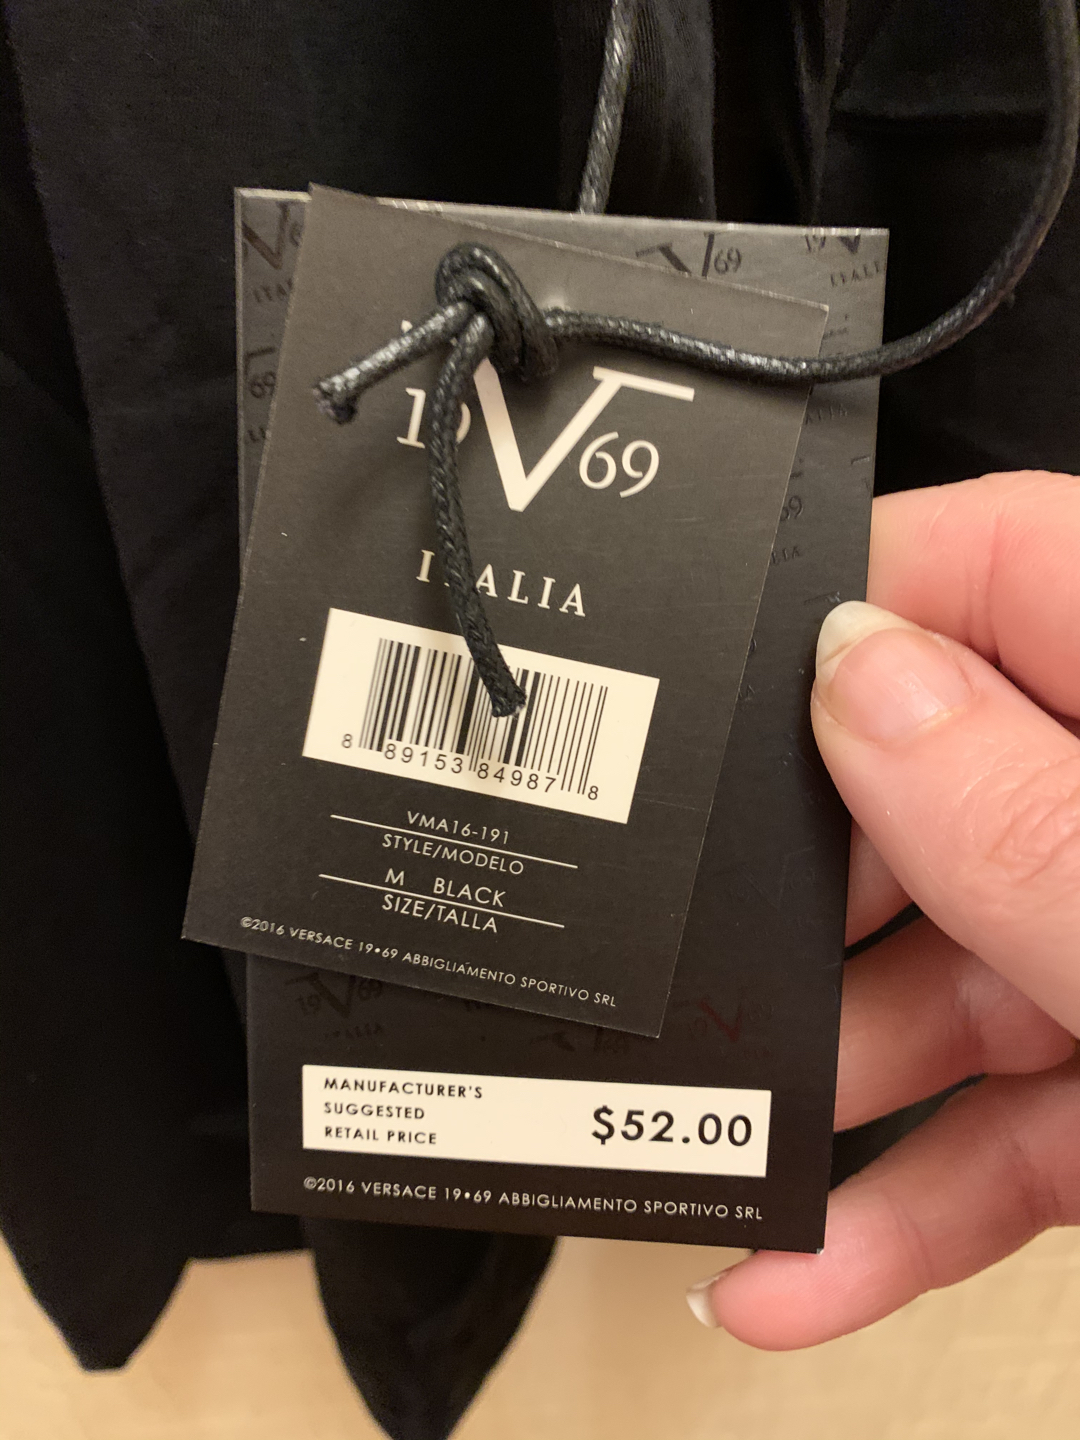 19V69
ITALIA
8 89153 84987 8
VMA16-191
STYLE/MODELO
M BLACK
SIZE/TALLA
©2016 VERSACE 19•69 ABBIGLIAMENTO SPORTIVO SRL
MANUFACTURER'S
SUGGESTED
RETAIL PRICE
$52.00
©2016 VERSACE 19•69 ABBIGLIAMENTO SPORTIVO SRL